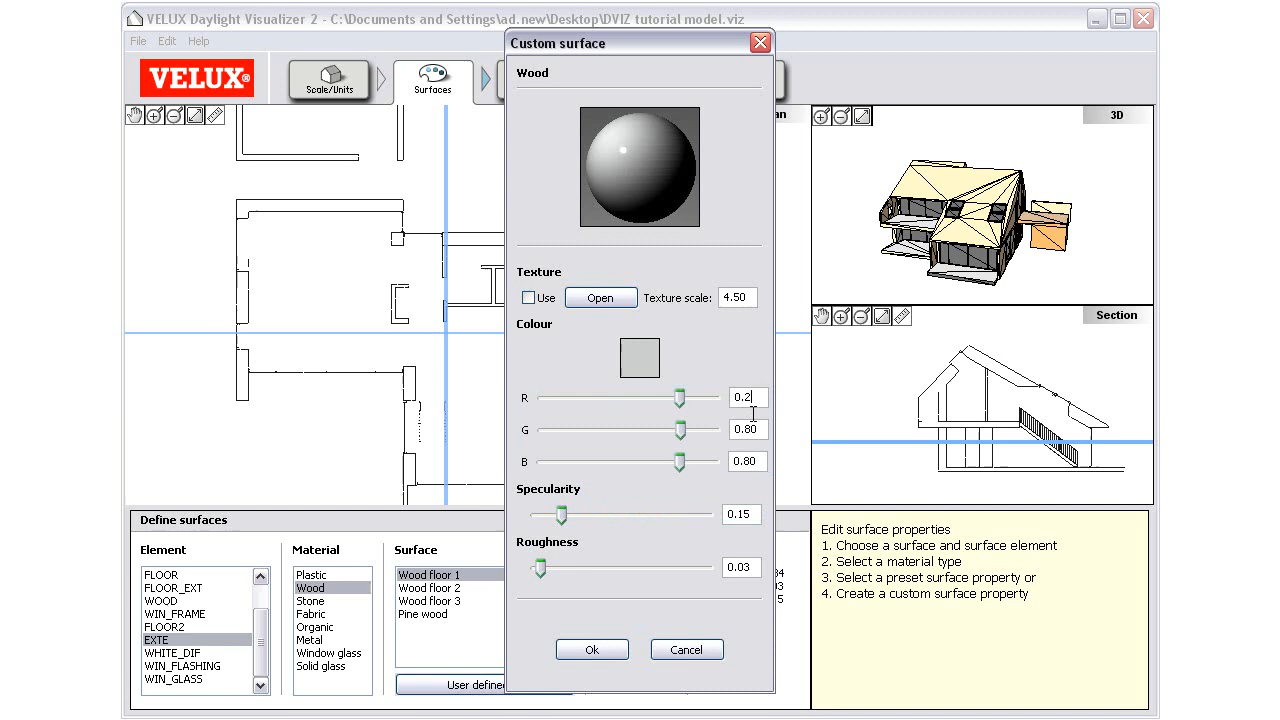 VELUX Daylight Visualizer 2 - C:\Documents and Settings\ad.new\Desktop\DVIZ tutorial model.viz
File Edit Help
VELUX®
Scale/Units
Surfaces
Custom surface
Wood
Texture
Use
Open
Texture scale: 4.50
Colour
R 0.2
G 0.80
B 0.80
Specularity
0.15
Roughness
0.03
Ok
Cancel
an
3D
Section
Define surfaces
Element
FLOOR
FLOOR_EXT
WOOD
WIN_FRAME
FLOOR2
EXTE
WHITE_DIF
WIN_FLASHING
WIN_GLASS
Material
Plastic
Wood
Stone
Fabric
Organic
Metal
Window glass
Solid glass
Surface
Wood floor 1
Wood floor 2
Wood floor 3
Pine wood
User define
Edit surface properties
1. Choose a surface and surface element
2. Select a material type
3. Select a preset surface property or
4. Create a custom surface property